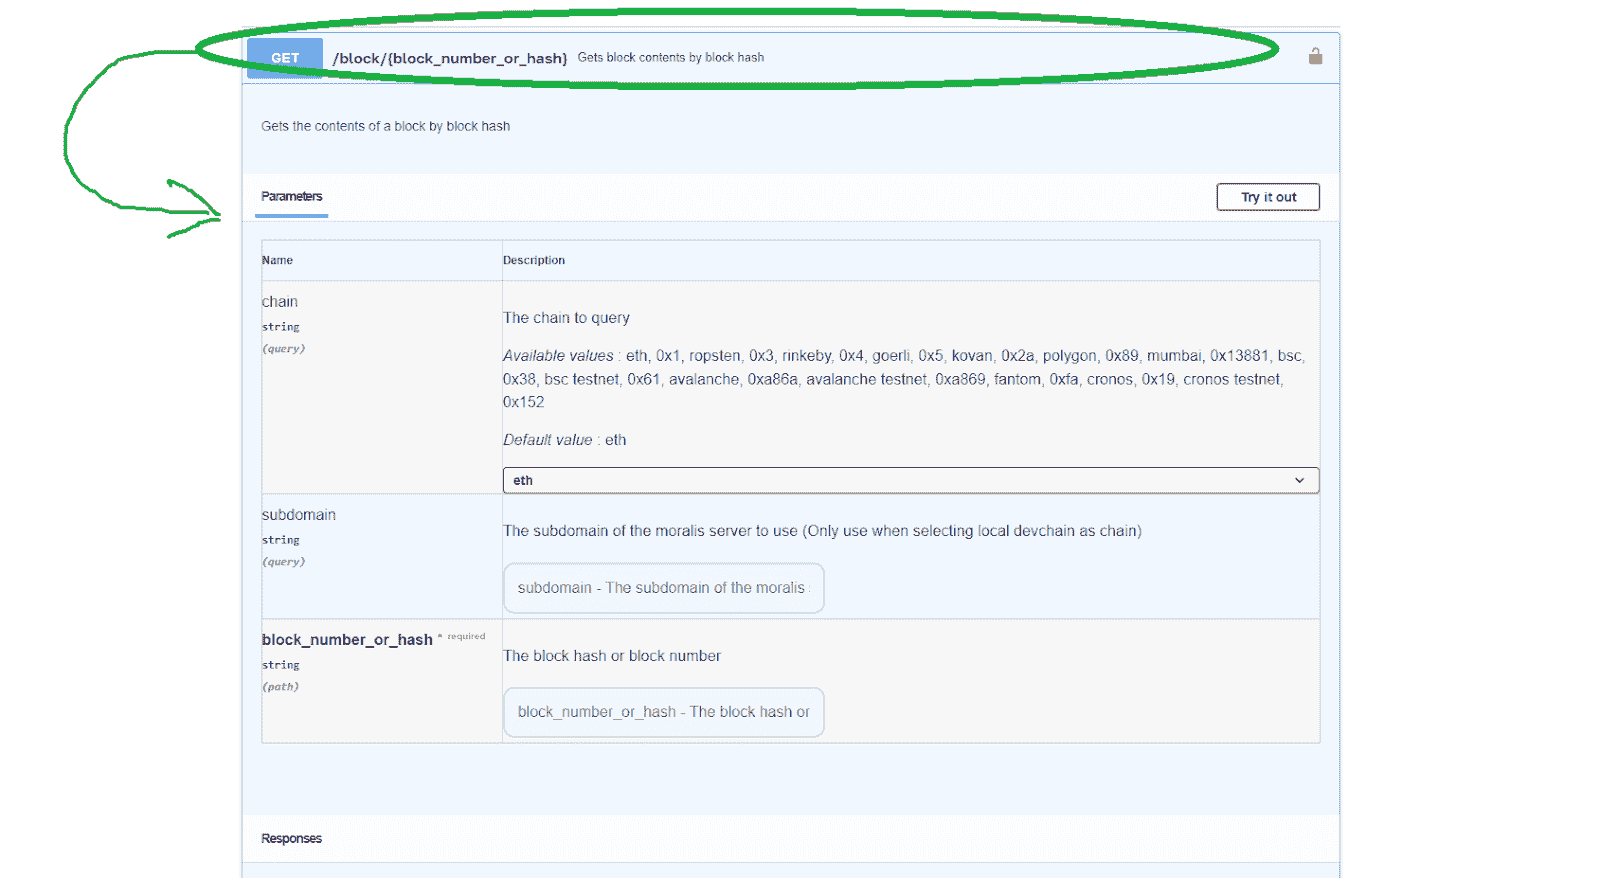 GET /block/{block_number_or_hash} Gets block contents by block hash
Gets the contents of a block by block hash
Parameters
Try it out
Name Description
chain
string
(query)
The chain to query
Available values : eth, 0x1, ropsten, 0x3, rinkeby, 0x4, goerli, 0x5, kovan, 0x2a, polygon, 0x89, mumbai, 0x13881, bsc,
0x38, bsc testnet, 0x61, avalanche, 0xa86a, avalanche testnet, 0xa869, fantom, 0xfa, cronos, 0x19, cronos testnet,
0x152
Default value : eth
eth
subdomain
string
(query)
The subdomain of the moralis server to use (Only use when selecting local devchain as chain)
subdomain - The subdomain of the moralis
block_number_or_hash * required
string
(path)
The block hash or block number
block_number_or_hash - The block hash or
Responses